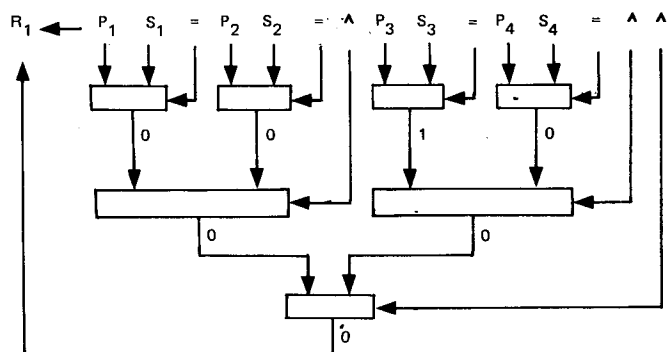 R₁ P₁ S₁ = P₂ S₂ = ∧ P₃ S₃ = P₄ S₄ = ∧ ∧
0 0 1 0
0 0
0